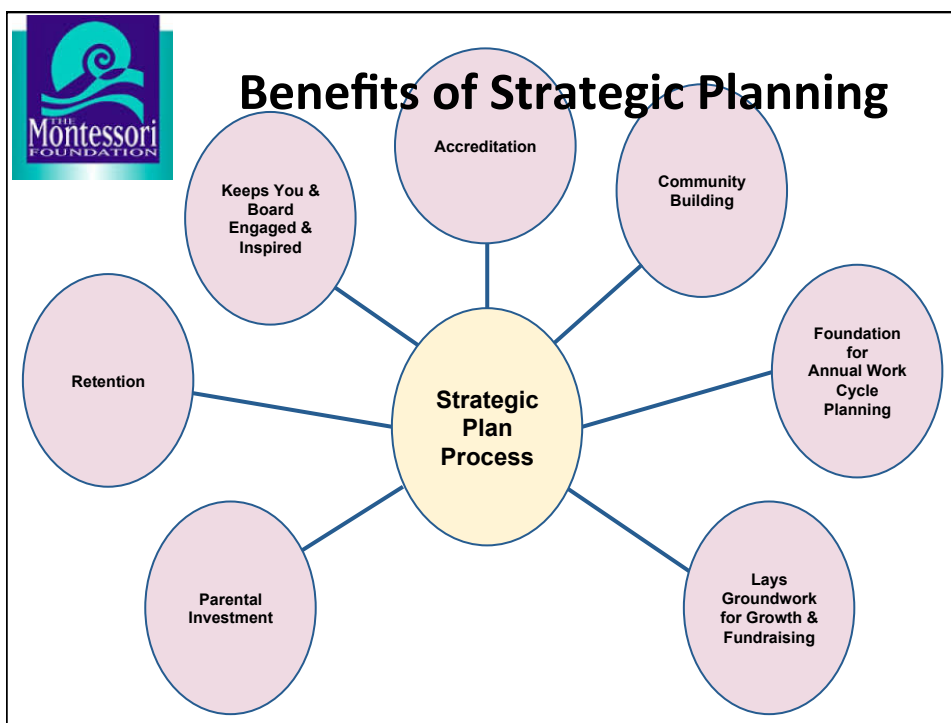 THE
Montessori
FOUNDATION
Benefits of Strategic Planning
Accreditation
Keeps You &
Board
Engaged &
Inspired
Community
Building
Foundation
for
Annual Work
Cycle
Planning
Retention
Strategic
Plan
Process
Parental
Investment
Lays
Groundwork
for Growth &
Fundraising